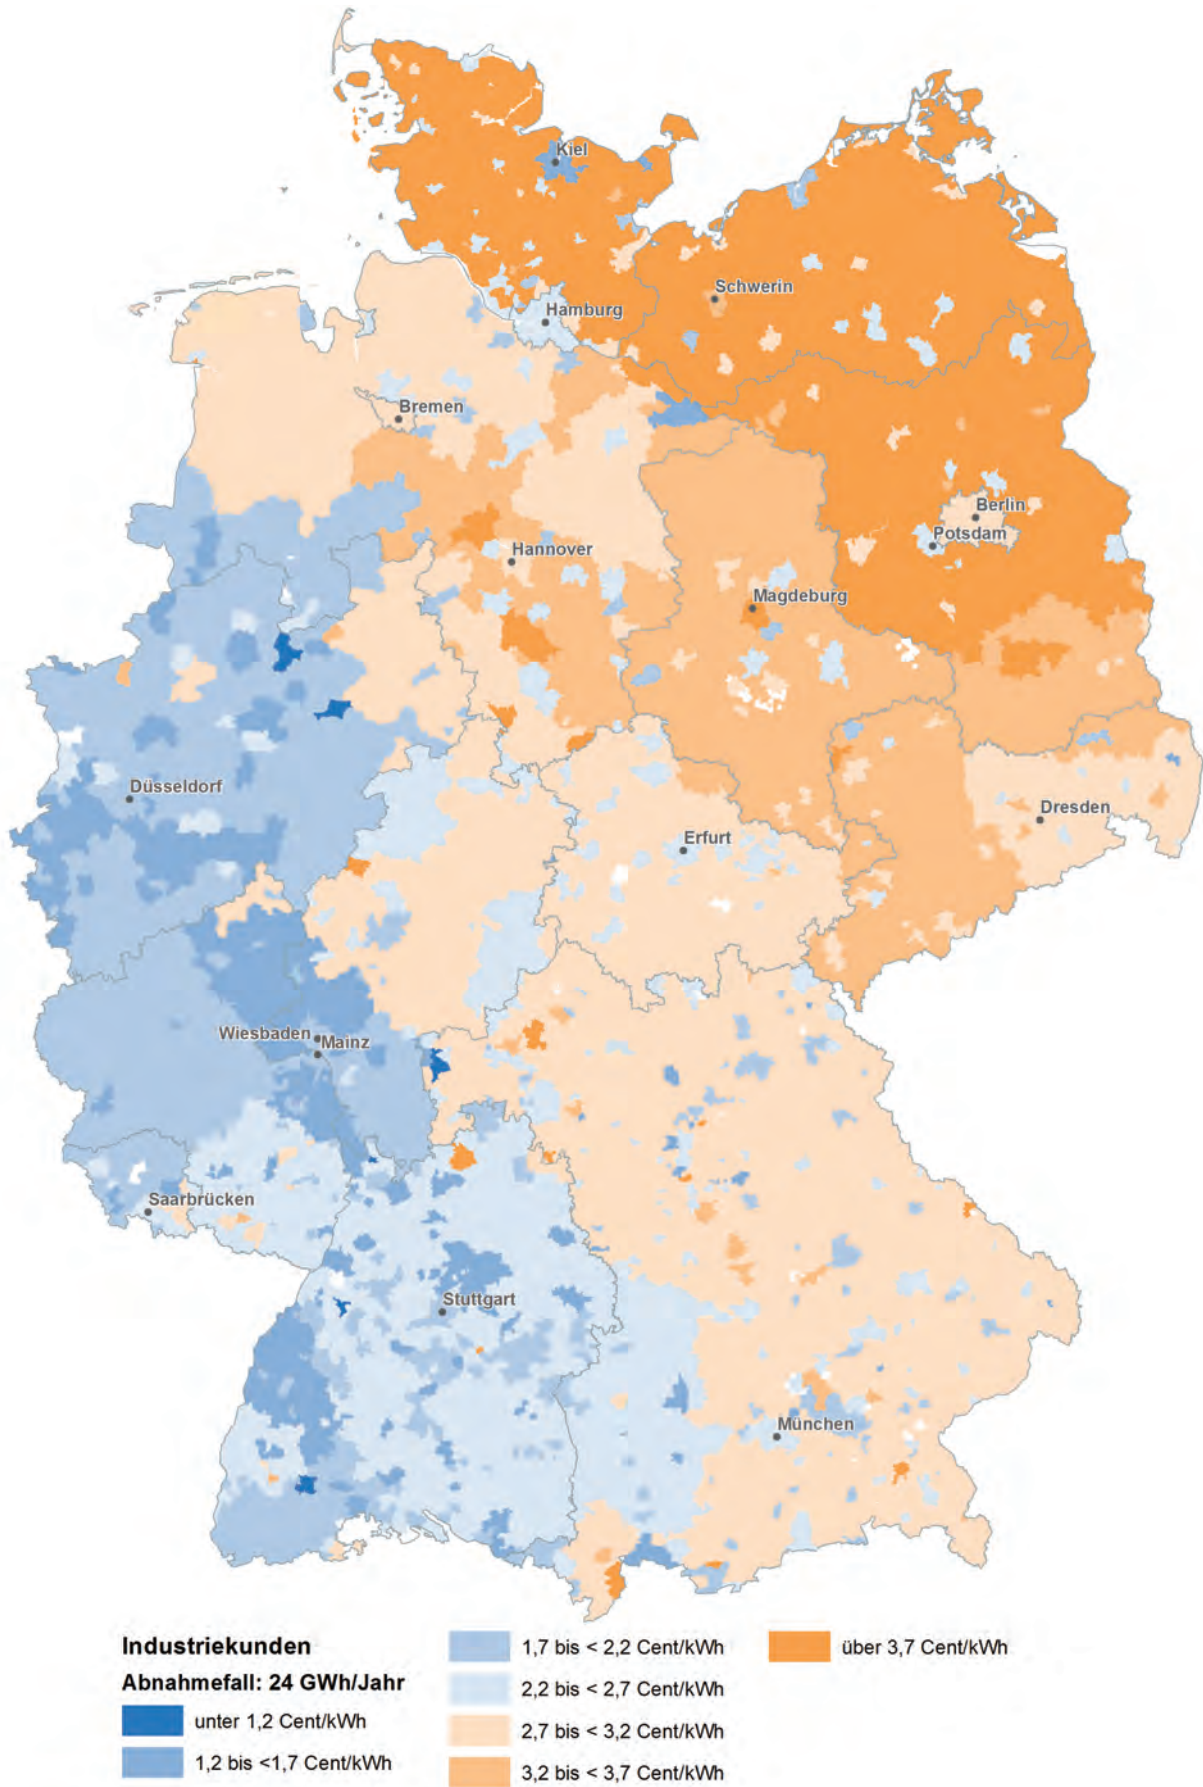 Kiel
Schwerin
Hamburg
Bremen
Berlin
Potsdam
Hannover
Magdeburg
Düsseldorf
Dresden
Erfurt
Wiesbaden
Mainz
Saarbrücken
Stuttgart
München
Industriekunden
Abnahmefall: 24 GWh/Jahr
unter 1,2 Cent/kWh
1,2 bis <1,7 Cent/kWh
1,7 bis < 2,2 Cent/kWh
2,2 bis < 2,7 Cent/kWh
2,7 bis < 3,2 Cent/kWh
3,2 bis < 3,7 Cent/kWh
über 3,7 Cent/kWh